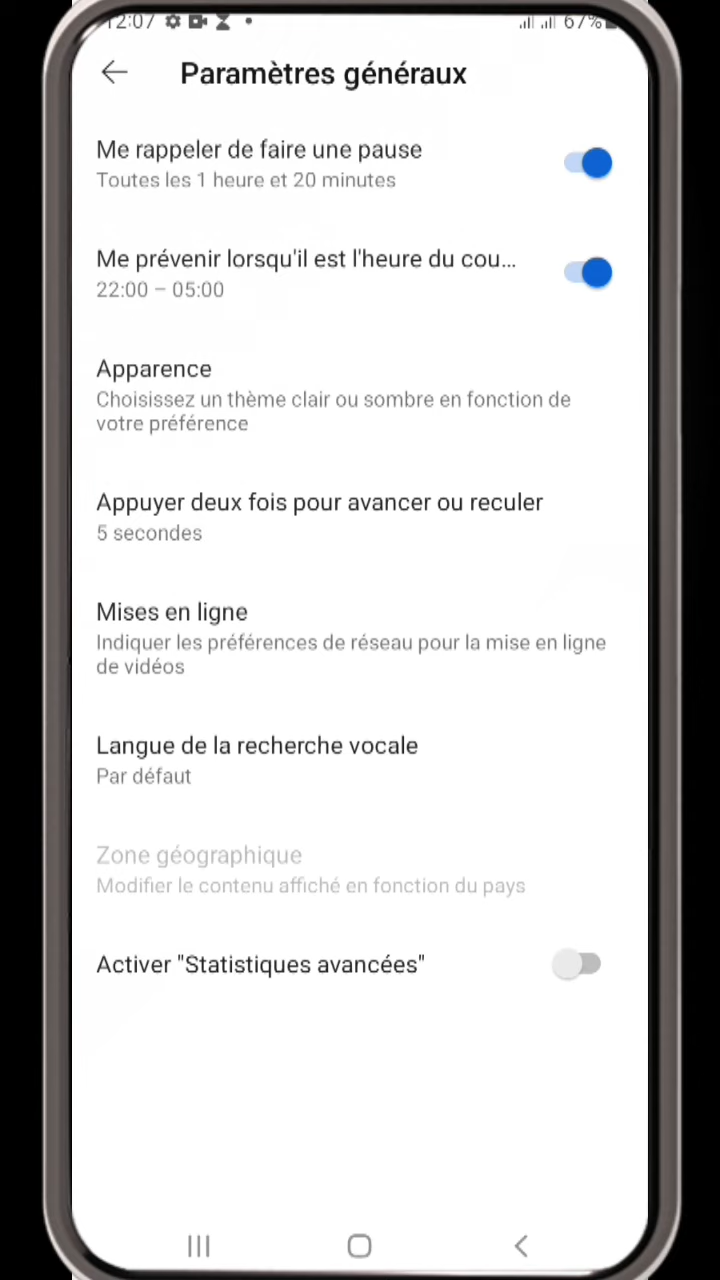 12:07
67%
Paramètres généraux
Me rappeler de faire une pause
Toutes les 1 heure et 20 minutes
Me prévenir lorsqu'il est l'heure du cou...
22:00 – 05:00
Apparence
Choisissez un thème clair ou sombre en fonction de
votre préférence
Appuyer deux fois pour avancer ou reculer
5 secondes
Mises en ligne
Indiquer les préférences de réseau pour la mise en ligne
de vidéos
Langue de la recherche vocale
Par défaut
Zone géographique
Modifier le contenu affiché en fonction du pays
Activer "Statistiques avancées"